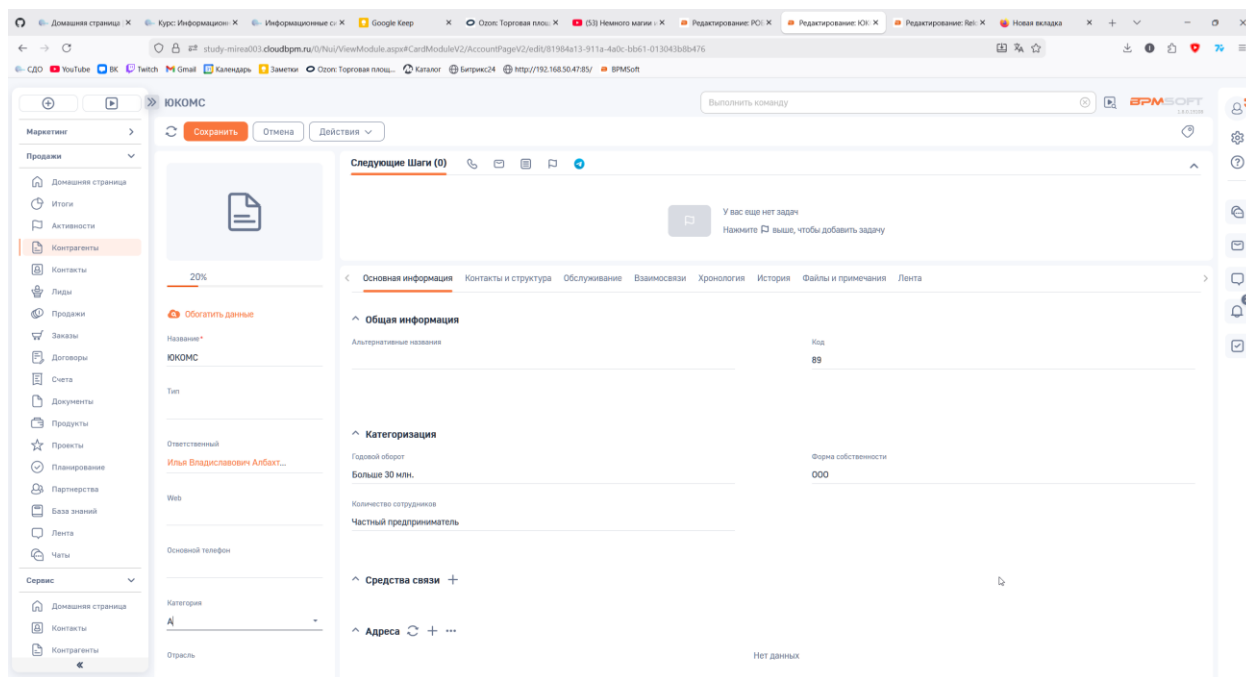 Домашняя страница
Курс: Информационн
Информационные си
Google Keep
Ozon: Торговая площ
(53) Немного магии
Редактирование: РО
Редактирование: ЮК
Редактирование: Rek
Новая вкладка
study-mirea003.cloudbpm.ru/0/Nui/ViewModule.aspx#CardModuleV2/AccountPageV2/edit/81984a13-911a-4a0c-bb61-013043b8b476
СДО YouTube ВК Twitch Gmail Календарь Заметки Ozon: Торговая площ... Каталог Битрикс24 http://192.168.50.47:85/ BPMSoft
ЮКОМС
Выполнить команду
BPMSOFT
Сохранить Отмена Действия
Маркетинг
Продажи
Домашняя страница
Итоги
Активности
Контрагенты
Контакты
Лиды
Продажи
Заказы
Договоры
Счета
Документы
Продукты
Проекты
Планирование
Партнерства
База знаний
Лента
Чаты
Сервис
Домашняя страница
Контакты
Контрагенты
20%
Обогатить данные
Название*
ЮКОМС
Тип
Ответственный
Илья Владиславович Албахт...
Web
Основной телефон
Категория
A
Отрасль
Следующие Шаги (0)
У вас еще нет задач
Нажмите выше, чтобы добавить задачу
Основная информация Контакты и структура Обслуживание Взаимосвязи Хронология История Файлы и примечания Лента
Общая информация
Альтернативные названия
Код
89
Категоризация
Годовой оборот
Больше 30 млн.
Форма собственности
ООО
Количество сотрудников
Частный предприниматель
Средства связи
Адреса
Нет данных